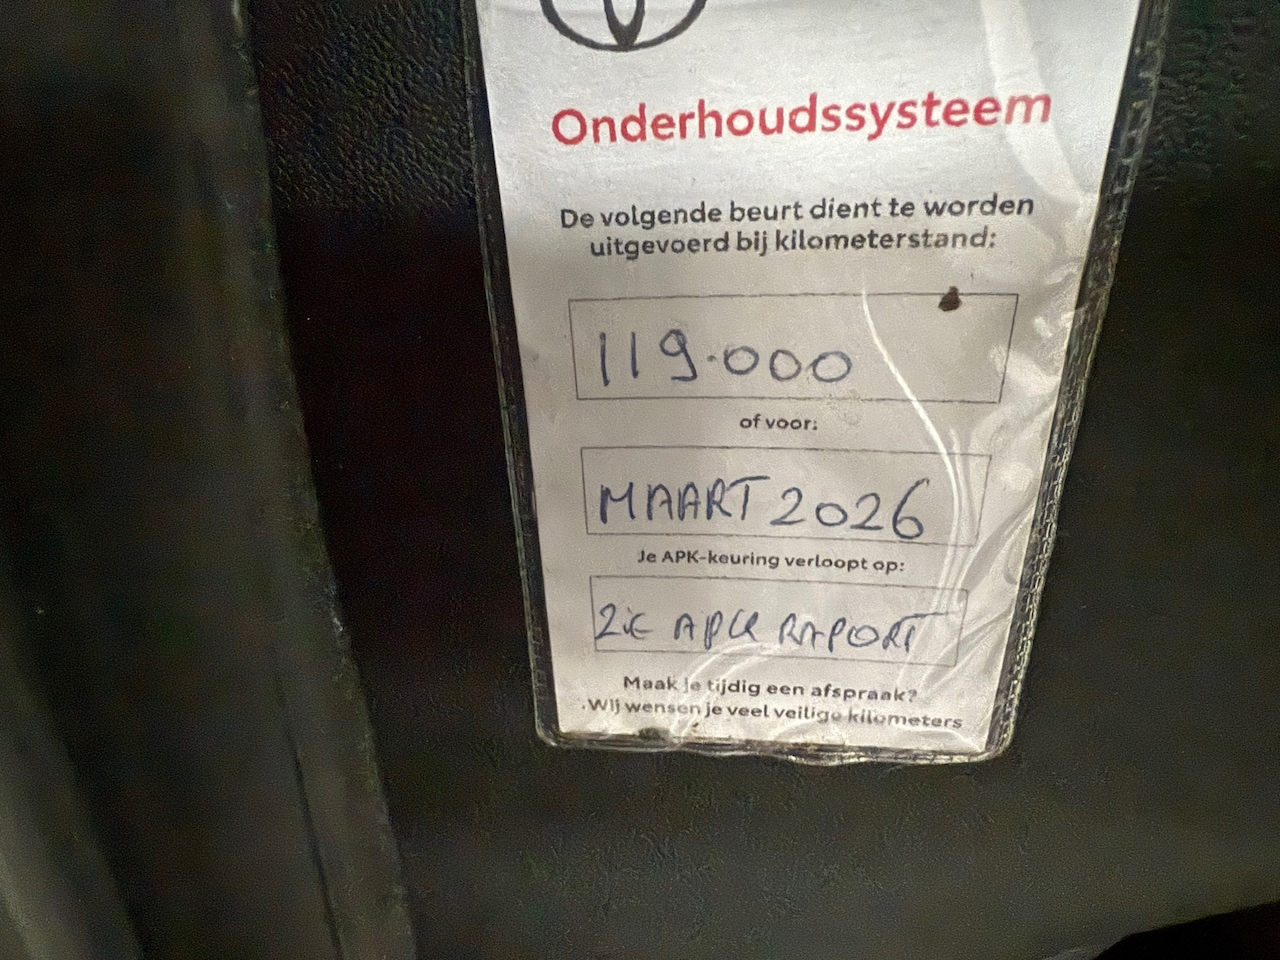 Onderhoudssysteem
De volgende beurt dient te worden
uitgevoerd bij kilometerstand:
119.000
of voor:
MAART 2026
Je APK-keuring verloopt op:
ZIE APK RAPORT
Maak je tijdig een afspraak?
Wij wensen je veel veilige kilometers